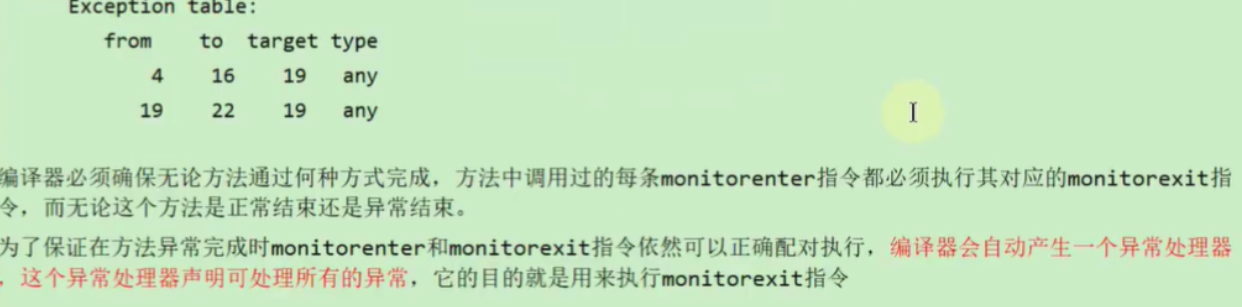 Exception table:
from to target type
4 16 19 any
19 22 19 any
编译器必须确保无论方法通过何种方式完成，方法中调用过的每条monitorenter指令都必须执行其对应的monitorexit指
令，而无论这个方法是正常结束还是异常结束。
为了保证在方法异常完成时monitorenter和monitorexit指令依然可以正确配对执行，编译器会自动产生一个异常处理器
，这个异常处理器声明可处理所有的异常，它的目的就是用来执行monitorexit指令